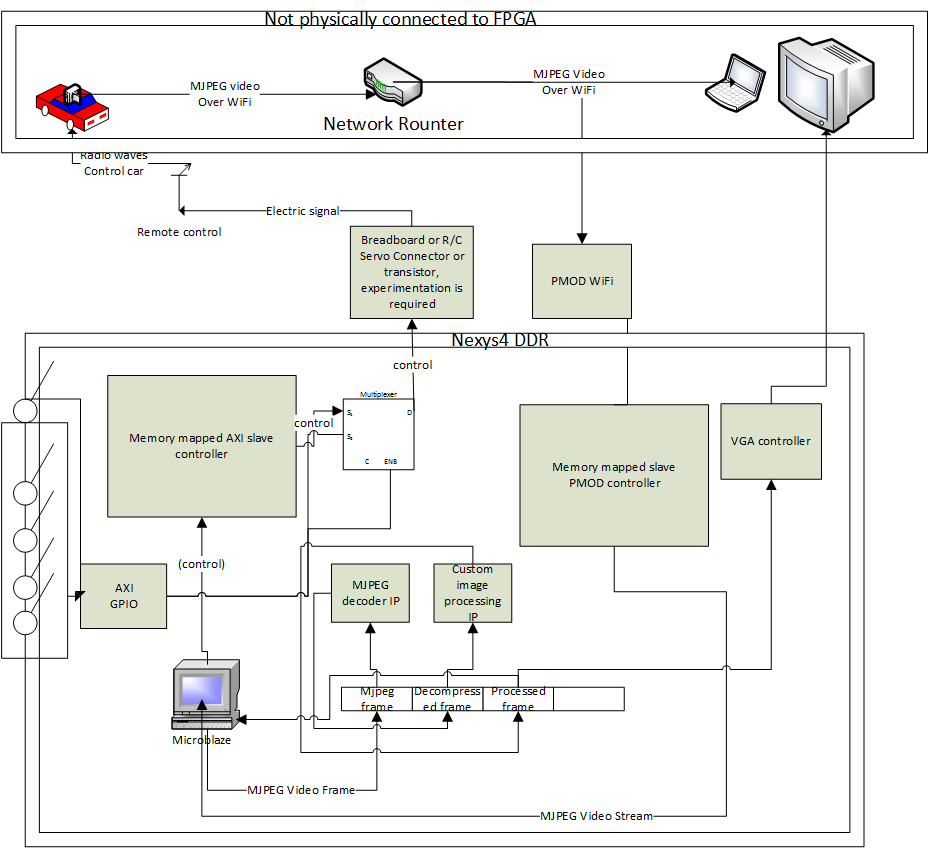 Not physically connected to FPGA
MJPEG video
Over WiFi
MJPEG Video
Over WiFi
Network Rounter
Radio waves
Control car
Electric signal
Remote control
Breadboard or R/C
Servo Connector or
transistor,
experimentation is
required
PMOD WiFi
Nexys4 DDR
control
Multiplexer
S1
D
S2
C
ENB
control
Memory mapped AXI slave
controller
Memory mapped slave
PMOD controller
VGA controller
(control)
AXI
GPIO
MJPEG
decoder IP
Custom
image
processing
IP
Mjpeg
frame
Decompress
ed frame
Processed
frame
Microblaze
MJPEG Video Frame
MJPEG Video Stream